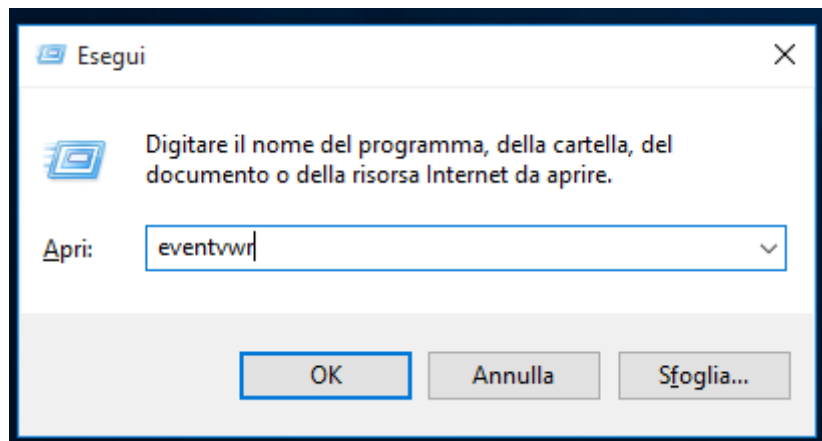 Esegui
Digitare il nome del programma, della cartella, del
documento o della risorsa Internet da aprire.
Apri: eventvwr
OK Annulla Sfoglia...